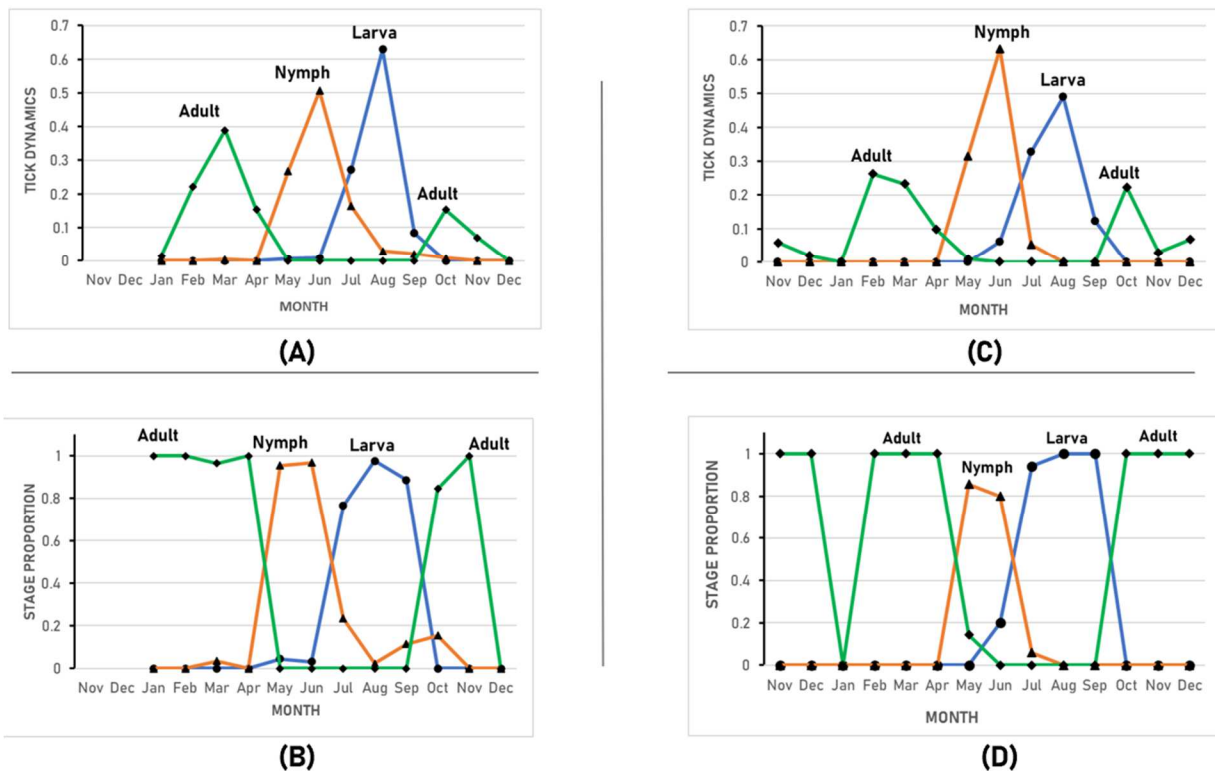 0.7
0.6
0.5
0.4
0.3
0.2
0.1
0
TICK DYNAMICS
Adult
Nymph
Larva
Adult
Nov Dec Jan Feb Mar Apr May Jun Jul Aug Sep Oct Nov Dec
MONTH
(A)
1
0.8
0.6
0.4
0.2
0
STAGE PROPORTION
Adult
Nymph
Larva
Adult
Nov Dec Jan Feb Mar Apr May Jun Jul Aug Sep Oct Nov Dec
MONTH
(B)
0.7
0.6
0.5
0.4
0.3
0.2
0.1
0
TICK DYNAMICS
Adult
Nymph
Larva
Adult
Nov Dec Jan Feb Mar Apr May Jun Jul Aug Sep Oct Nov Dec
MONTH
(C)
1
0.8
0.6
0.4
0.2
0
STAGE PROPORTION
Adult
Nymph
Larva
Adult
Nov Dec Jan Feb Mar Apr May Jun Jul Aug Sep Oct Nov Dec
MONTH
(D)